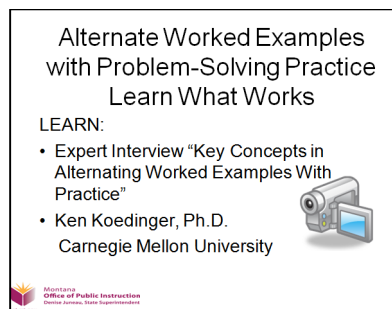 Alternate Worked Examples
with Problem-Solving Practice
Learn What Works
LEARN:
• Expert Interview “Key Concepts in
Alternating Worked Examples With
Practice”
• Ken Koedinger, Ph.D.
Carnegie Mellon University
Montana
Office of Public Instruction
Denise Juneau, State Superintendent